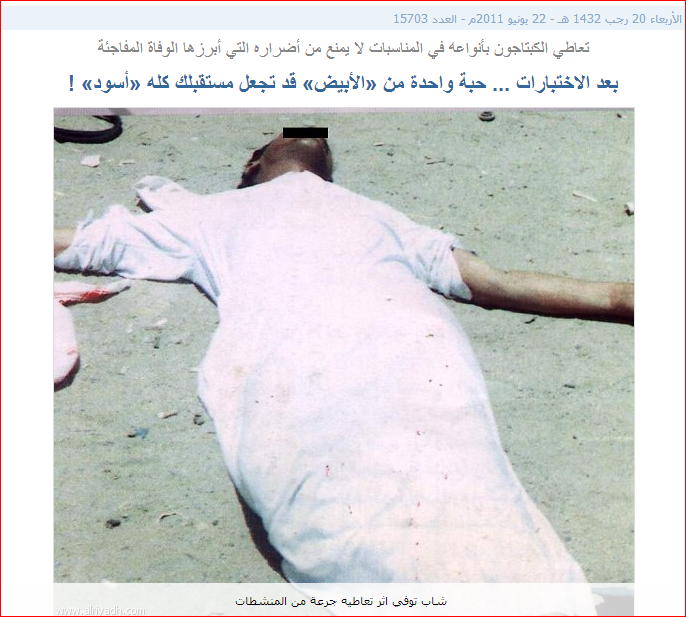 الأربعاء 20 رجب 1432 هـ - 22 يونيو 2011م - العدد 15703
تعاطي الكبتاجون بأنواعه في المناسبات لا يمنع من أضراره التي أبرزها الوفاة المفاجئة
بعد الاختبارات ... حبة واحدة من «الأبيض» قد تجعل مستقبلك كله «أسود» !
شاب توفي اثر تعاطيه جرعة من المنشطات
www.alriyadh.com